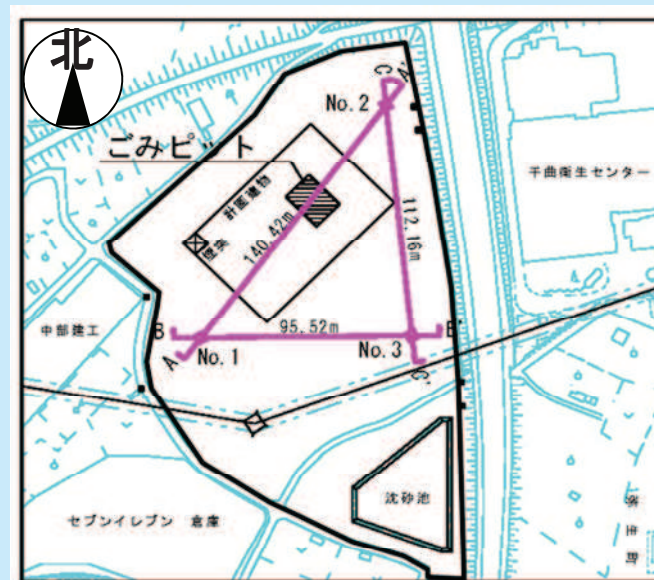 北
No.2
C
A'
ごみピット
千曲衛生センター
計画建物
煙突
140.42m
112.16m
中部建工
B
95.52m
B'
A
No.1
No.3
C'
沈砂池
セブンイレブン 倉庫
生町